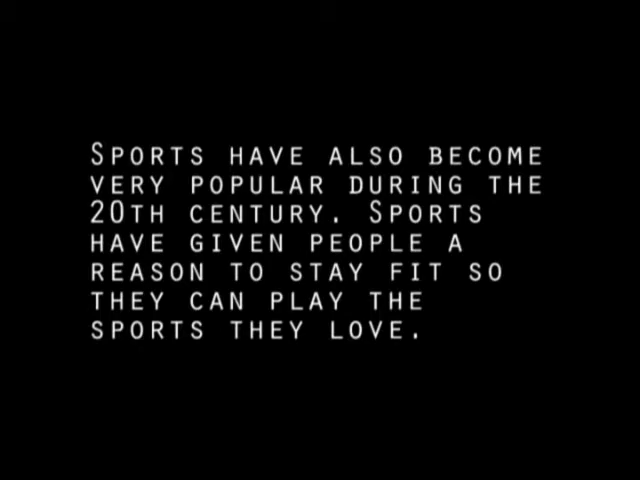 Sports have also become
very popular during the
20th century. Sports
have given people a
reason to stay fit so
they can play the
sports they love.